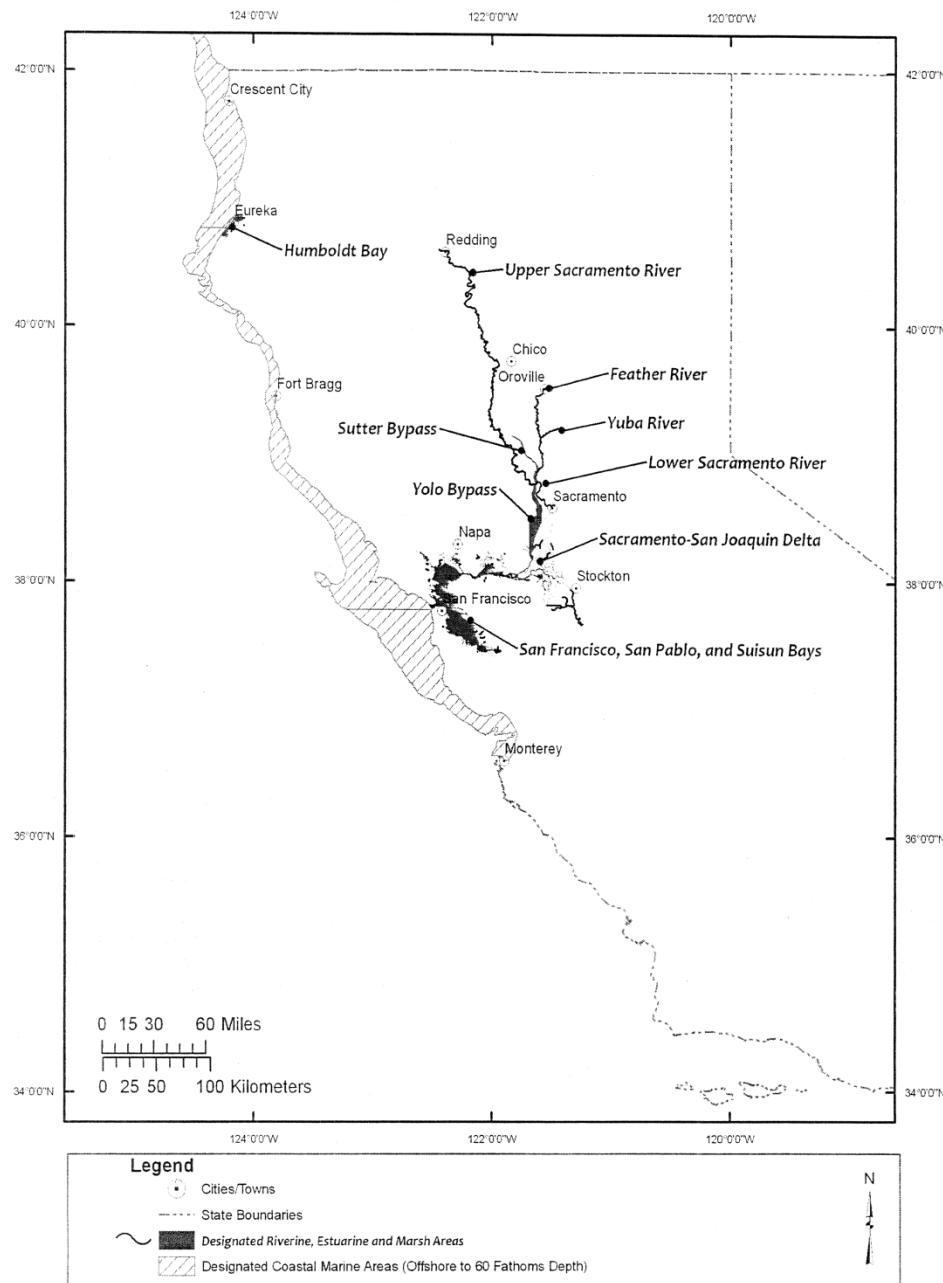 124°0'0"W
122°0'0"W
120°0'0"W
42°0'0"N
42°0'0"N
Crescent City
Eureka
Humboldt Bay
Redding
Upper Sacramento River
40°0'0"N
40°0'0"N
Chico
Oroville
Feather River
Fort Bragg
Yuba River
Sutter Bypass
Lower Sacramento River
Yolo Bypass
Sacramento
Napa
Sacramento-San Joaquin Delta
38°0'0"N
38°0'0"N
Stockton
San Francisco
San Francisco, San Pablo, and Suisun Bays
Monterey
36°0'0"N
36°0'0"N
0 15 30 60 Miles
0 25 50 100 Kilometers
34°0'0"N
34°0'0"N
124°0'0"W
122°0'0"W
120°0'0"W
Legend
Cities/Towns
State Boundaries
Designated Riverine, Estuarine and Marsh Areas
Designated Coastal Marine Areas (Offshore to 60 Fathoms Depth)
N